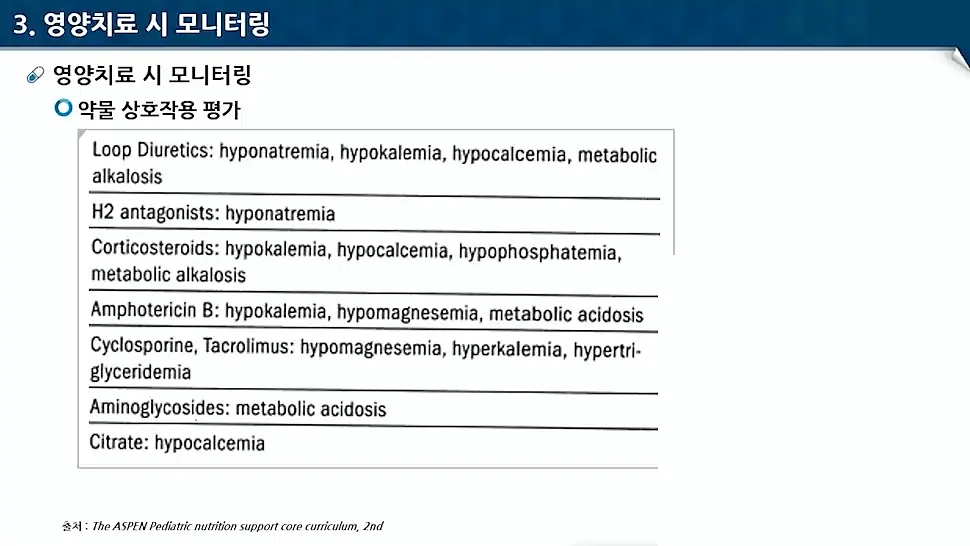 3. 영양치료 시 모니터링
영양치료 시 모니터링
약물 상호작용 평가
Loop Diuretics: hyponatremia, hypokalemia, hypocalcemia, metabolic
alkalosis
H2 antagonists: hyponatremia
Corticosteroids: hypokalemia, hypocalcemia, hypophosphatemia,
metabolic alkalosis
Amphotericin B: hypokalemia, hypomagnesemia, metabolic acidosis
Cyclosporine, Tacrolimus: hypomagnesemia, hyperkalemia, hypertri-
glyceridemia
Aminoglycosides: metabolic acidosis
Citrate: hypocalcemia
출처 : The ASPEN Pediatric nutrition support core curriculum, 2nd